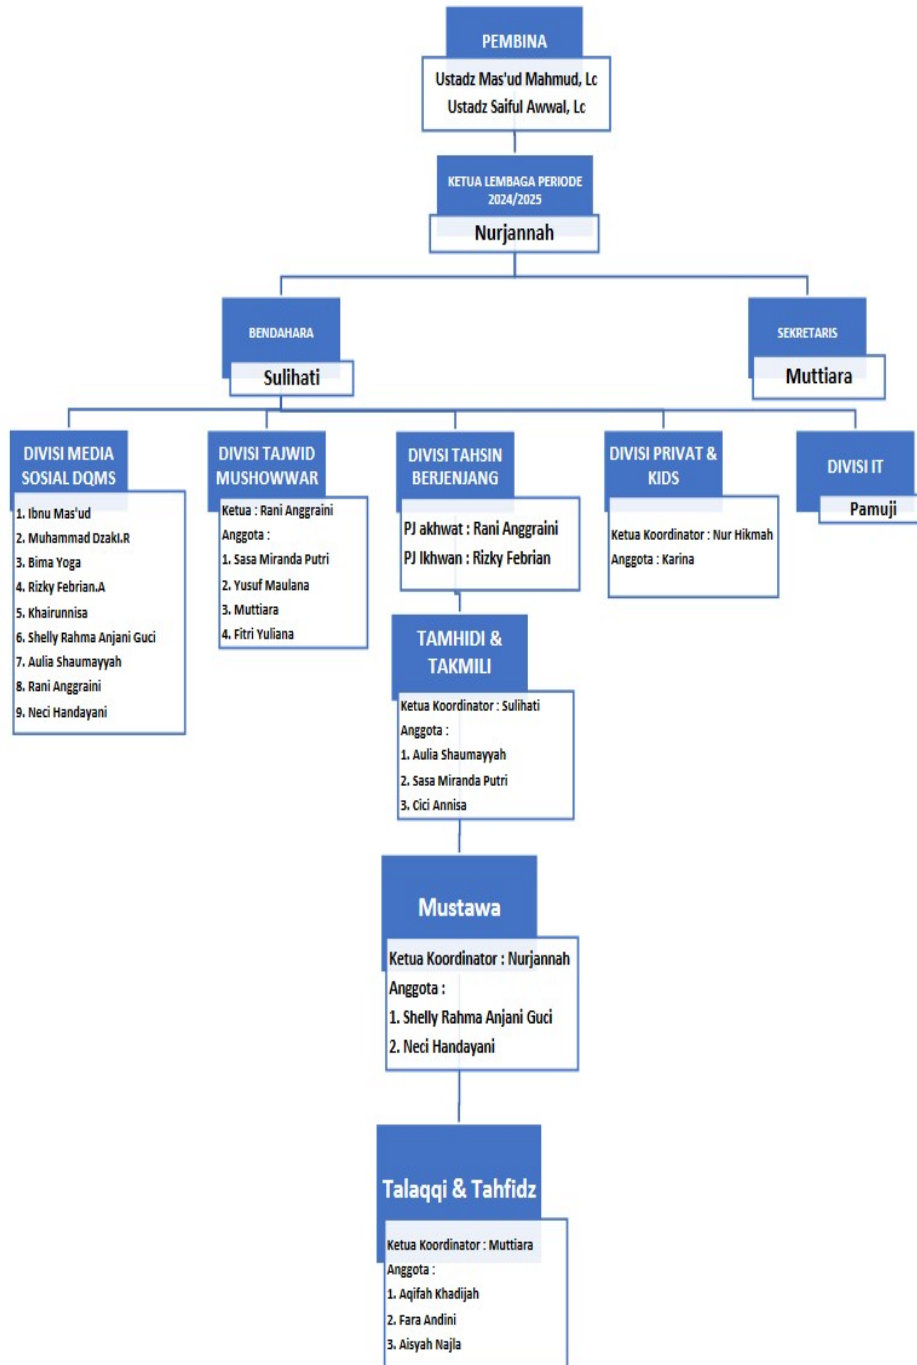 PEMBINA
Ustadz Mas'ud Mahmud, Lc
Ustadz Saiful Awwal, Lc
KETUA LEMBAGA PERIODE
2024/2025
Nurjannah
BENDAHARA
Sulihati
SEKRETARIS
Muttiara
DIVISI MEDIA
SOSIAL DQMS
1. Ibnu Mas'ud
2. Muhammad Dzaki.R
3. Bima Yoga
4. Rizky Febrian.A
5. Khairunnisa
6. Shelly Rahma Anjani Guci
7. Aulia Shaumayyah
8. Rani Anggraini
9. Neci Handayani
DIVISI TAJWID
MUSHOWWAR
Ketua : Rani Anggraini
Anggota :
1. Sasa Miranda Putri
2. Yusuf Maulana
3. Muttiara
4. Fitri Yuliana
DIVISI TAHSIN
BERJENJANG
PJ akhwat : Rani Anggraini
PJ Ikhwan : Rizky Febrian
DIVISI PRIVAT &
KIDS
Ketua Koordinator : Nur Hikmah
Anggota : Karina
DIVISI IT
Pamuji
TAMHIDI &
TAKMILI
Ketua Koordinator : Sulihati
Anggota :
1. Aulia Shaumayyah
2. Sasa Miranda Putri
3. Cici Annisa
Mustawa
Ketua Koordinator : Nurjannah
Anggota :
1. Shelly Rahma Anjani Guci
2. Neci Handayani
Talaqqi & Tahfidz
Ketua Koordinator : Muttiara
Anggota :
1. Aqifah Khadijah
2. Fara Andini
3. Aisyah Najla